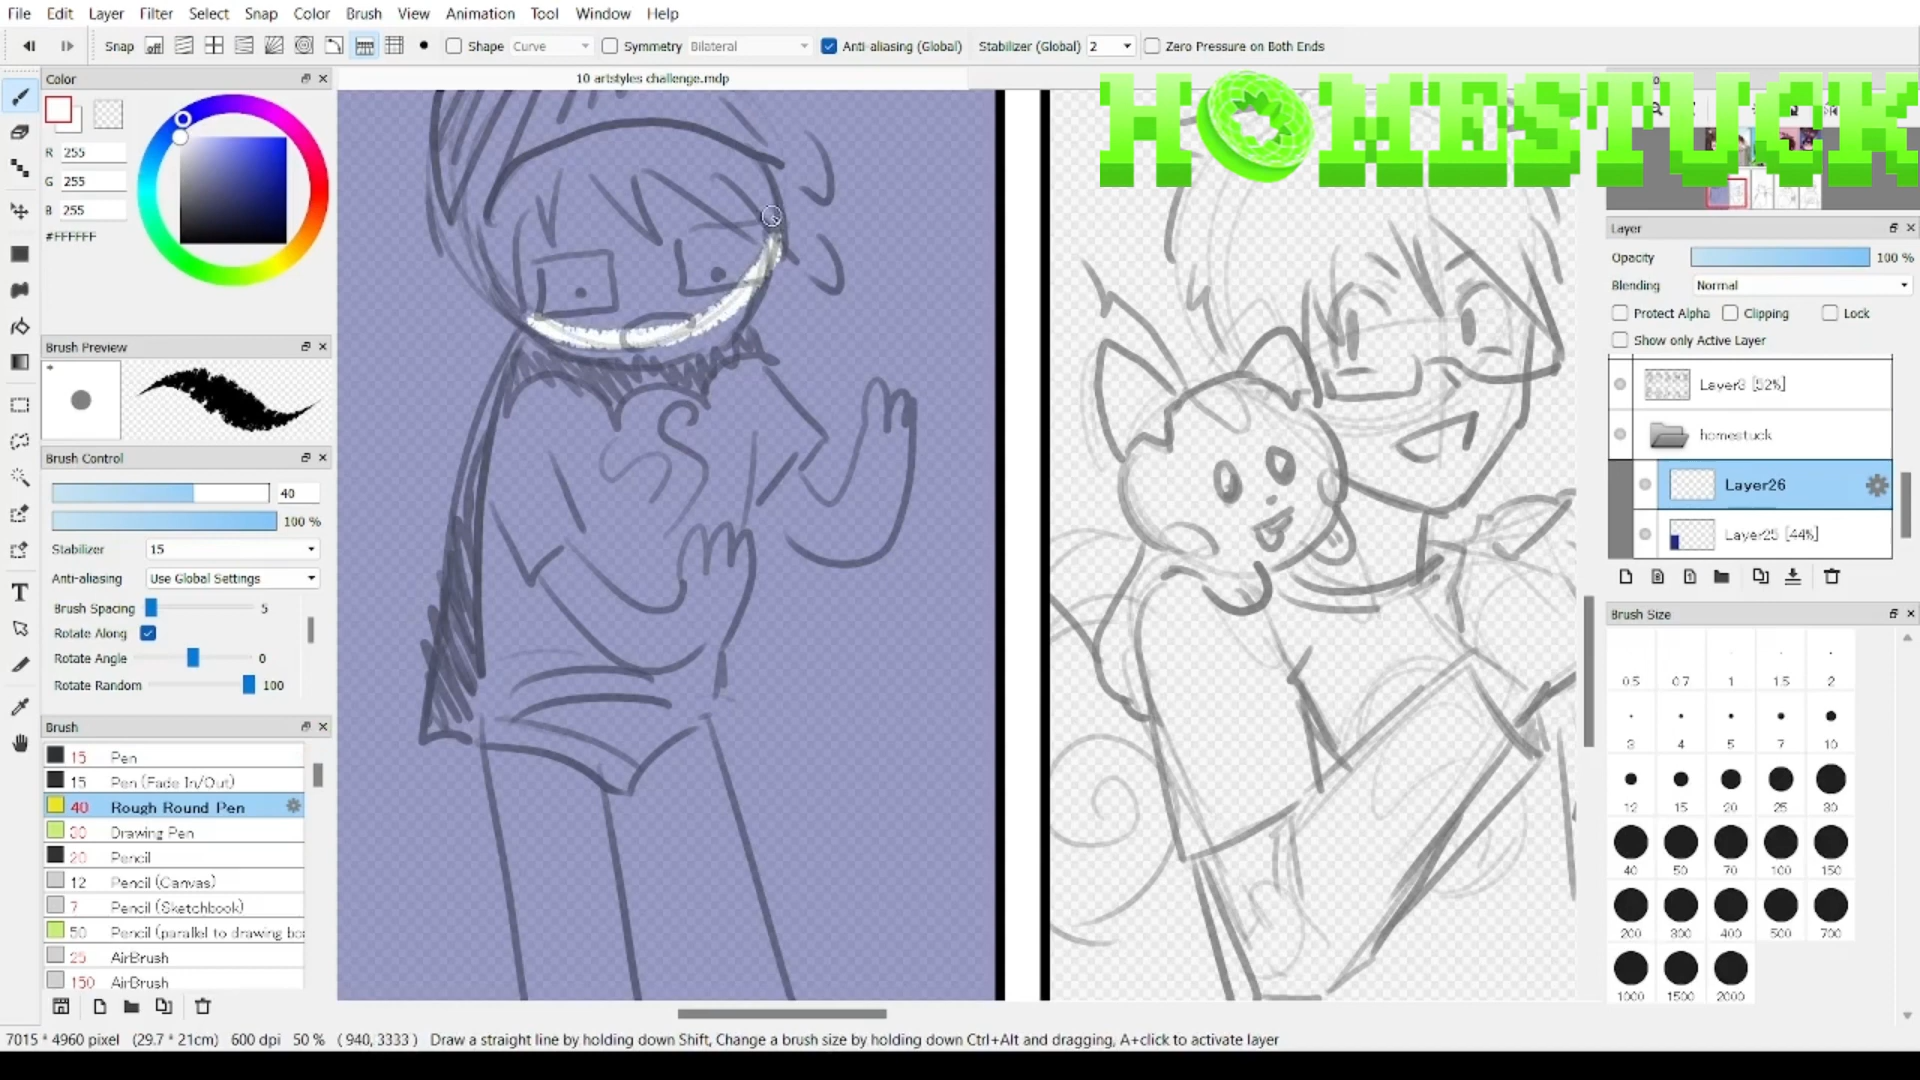 File Edit Layer Filter Select Snap Color Brush View Animation Tool Window Help
Snap off Shape Curve Symmetry Bilateral Anti-aliasing (Global) Stabilizer (Global) 2 Zero Pressure on Both Ends
10 artstyles challenge.mdp
HOMESTUCK
Color
R 255
G 255
B 255
#FFFFFF
Brush Preview
Brush Control
40
100 %
Stabilizer 15
Anti-aliasing Use Global Settings
Brush Spacing 5
Rotate Along
Rotate Angle 0
Rotate Random 100
Brush
15 Pen
15 Pen (Fade In/Out)
40 Rough Round Pen
30 Drawing Pen
20 Pencil
12 Pencil (Canvas)
7 Pencil (Sketchbook)
50 Pencil (parallel to drawing
25 AirBrush
150 AirBrush
Layer
Opacity 100 %
Blending Normal
Protect Alpha Clipping Lock
Show only Active Layer
Layer3 [52%]
homestuck
Layer26
Layer25 [44%]
Brush Size
0.5 0.7 1 1.5 2
3 4 5 7 10
12 15 20 25 30
40 50 70 100 150
200 300 400 500 700
1000 1500 2000
7015 * 4960 pixel (29.7 * 21cm) 600 dpi 50 % ( 940, 3333 ) Draw a straight line by holding down Shift, Change a brush size by holding down Ctrl+Alt and dragging, A+click to activate layer